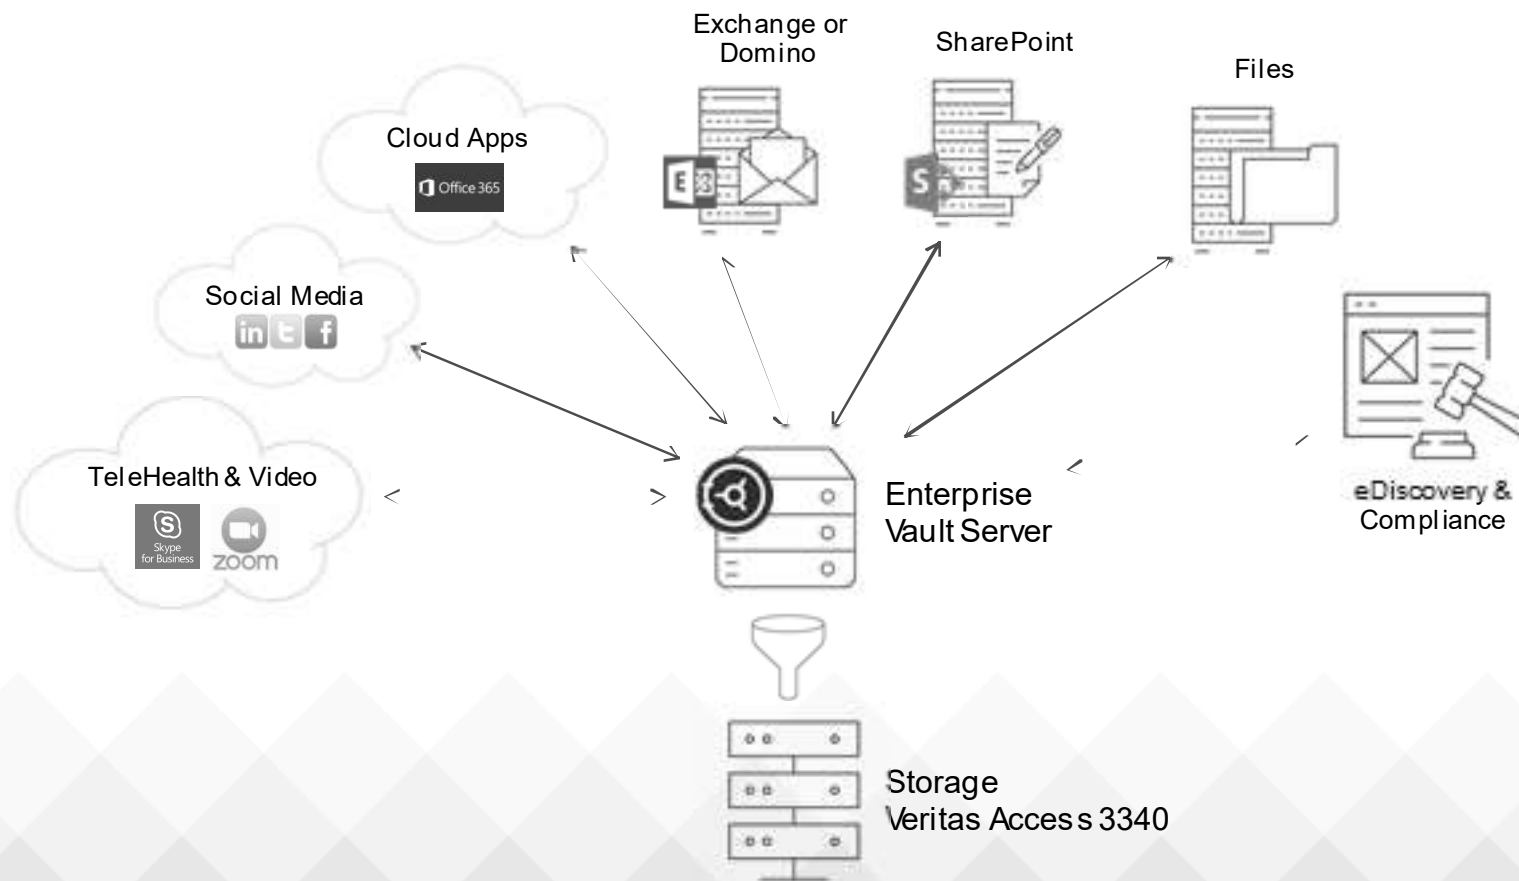 Exchange or
Domino
SharePoint
Files
Cloud Apps
Office 365
E
S
Social Media
in t f
TeleHealth & Video
S
Skype
for Business
zoom
Enterprise
Vault Server
eDiscovery &
Compliance
Storage
Veritas Access 3340